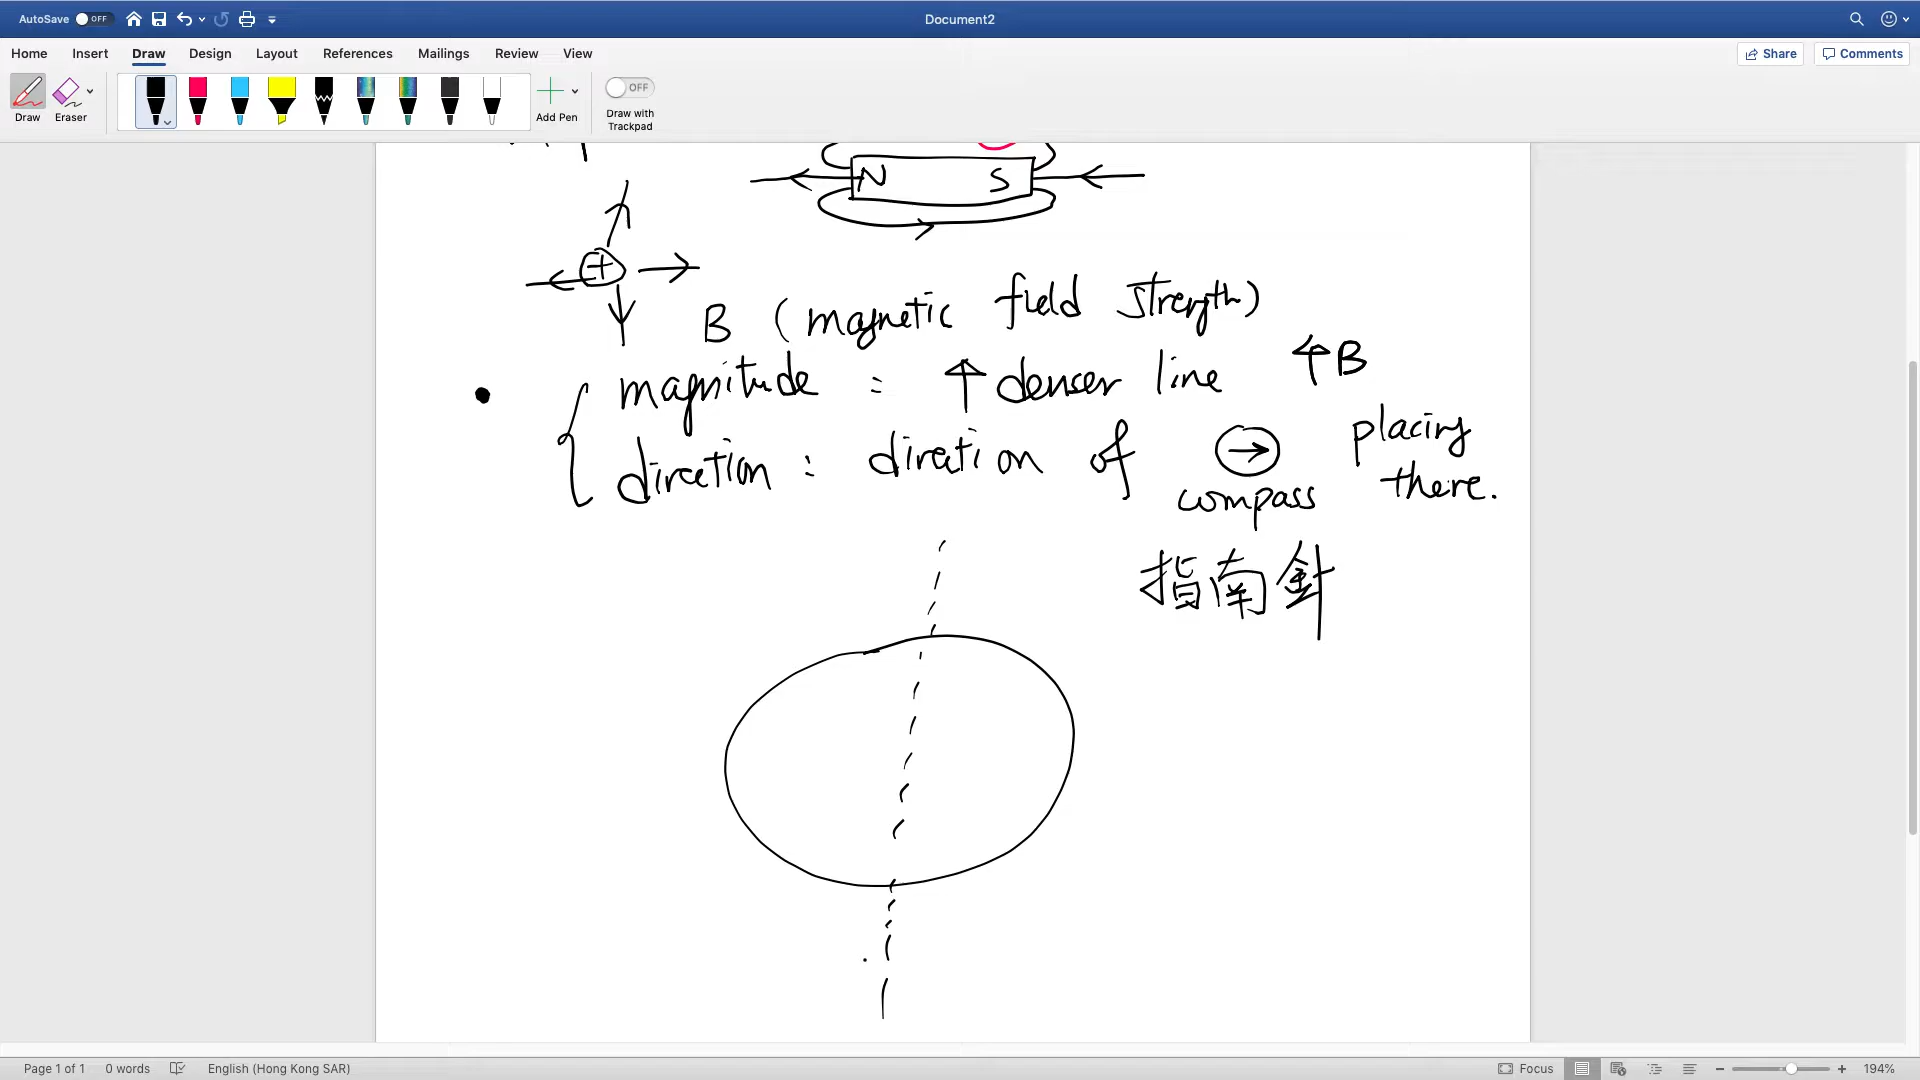 AutoSave OFF Document2
Home Insert Draw Design Layout References Mailings Review View Share Comments
Draw Eraser Add Pen OFF Draw with Trackpad
N S
+
B (magnetic field strength)
magnitude : ↑ denser line ↑B
direction : direction of → placing there.
compass
指南針
Page 1 of 1 0 words English (Hong Kong SAR) Focus 194%